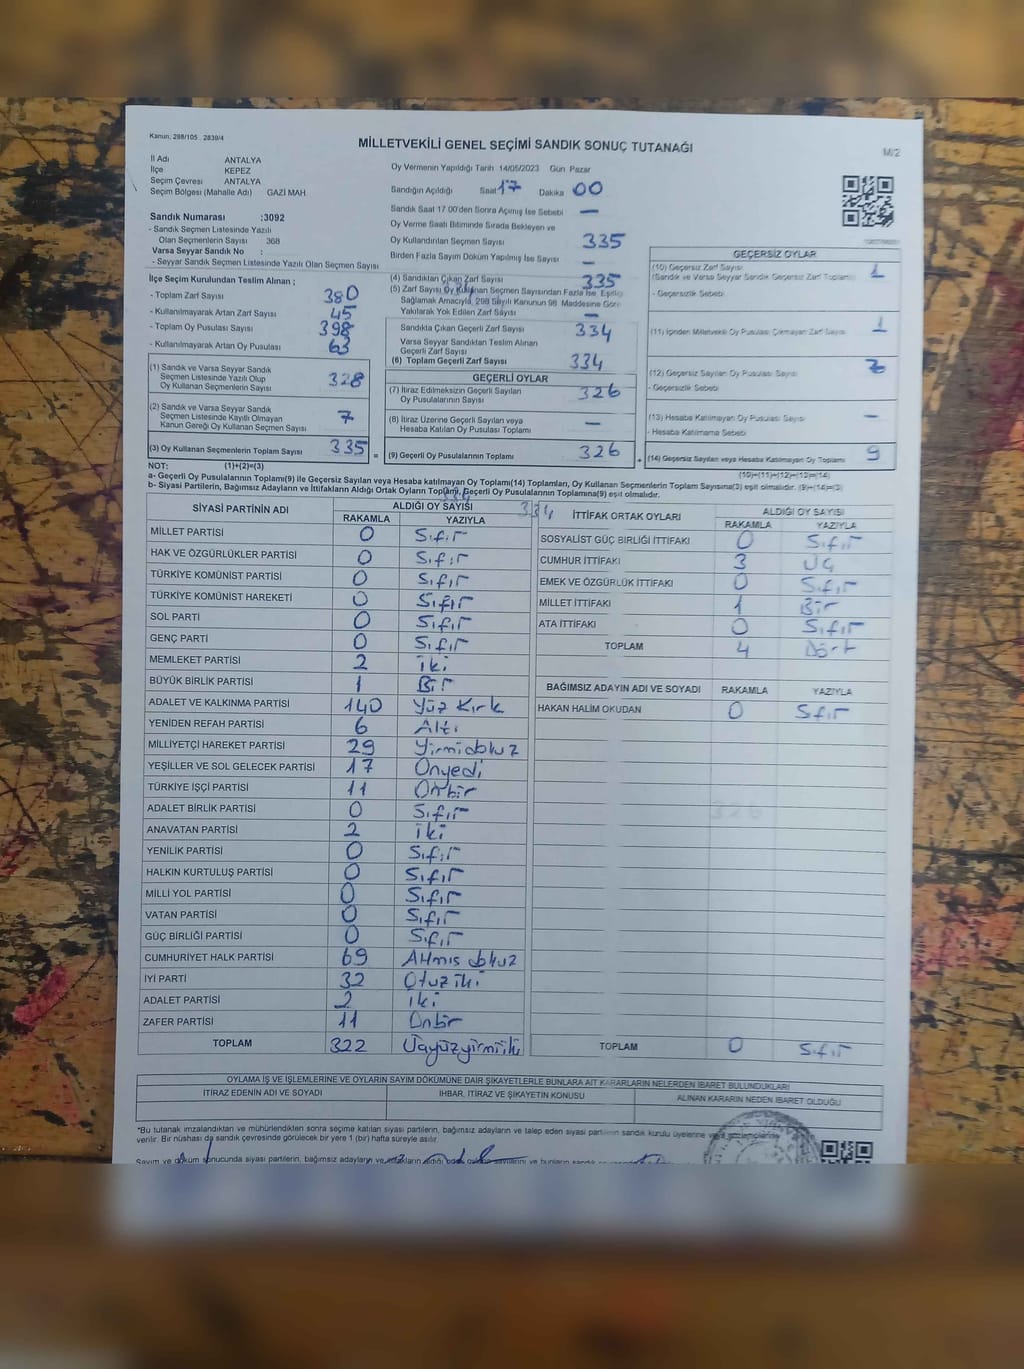 Kanun; 298/105 2839/4
MİLLETVEKİLİ GENEL SEÇİMİ SANDIK SONUÇ TUTANAĞI
M/2
İl Adı ANTALYA
İlçe KEPEZ
Seçim Çevresi ANTALYA
Seçim Bölgesi (Mahalle Adı) GAZİ MAH
Sandık Numarası :3092
- Sandık Seçmen Listesinde Yazılı
Olan Seçmenlerin Sayısı 368
Varsa Seyyar Sandık No :
- Seyyar Sandık Seçmen Listesinde Yazılı Olan Seçmen Sayısı
Oy Vermenin Yapıldığı Tarih 14/05/2023 Gün Pazar
Sandığın Açıldığı Saat 17 Dakika 00
Sandık Saat 17 00'den Sonra Açımış İse Sebebi —
Oy Verme Saati Bitiminde Sırada Bekleyen ve
Oy Kullandırılan Seçmen Sayısı 335
Birden Fazla Sayım Döküm Yapılmış İse Sayısı —
İlçe Seçim Kurulundan Teslim Alınan ;
- Toplam Zarf Sayısı 380
- Kullanılmayarak Artan Zarf Sayısı 45
- Toplam Oy Pusulası Sayısı 398
- Kullanılmayarak Artan Oy Pusulası 63
(1) Sandık ve Varsa Seyyar Sandık
Seçmen Listesinde Yazılı Olup
Oy Kullanan Seçmenlerin Sayısı 328
(2) Sandık ve Varsa Seyyar Sandık
Seçmen Listesinde Kayıtlı Olmayan
Kanun Gereği Oy Kullanan Seçmen Sayısı 7
(3) Oy Kullanan Seçmenlerin Toplam Sayısı 335 =
(4) Sandıktan Çıkan Zarf Sayısı 335
(5) Zarf Sayısı Oy Kullanan Seçmen Sayısından Fazla İse, Eşitliği
Sağlamak Amacıyla, 298 Sayılı Kanunun 98 Maddesine Göre
Yakılarak Yok Edilen Zarf Sayısı —
Sandıkta Çıkan Geçerli Zarf Sayısı 334
Varsa Seyyar Sandıktan Teslim Alınan
Geçerli Zarf Sayısı
(6) Toplam Geçerli Zarf Sayısı 334
GEÇERLİ OYLAR
(7) İtiraz Edilmeksizin Geçerli Sayılan
Oy Pusulalarının Sayısı 326
(8) İtiraz Üzerine Geçerli Sayılan veya
Hesaba Katılan Oy Pusulası Toplamı —
(9) Geçerli Oy Pusulalarının Toplamı 326 +
GEÇERSİZ OYLAR
(10) Geçersiz Zarf Sayısı
(Sandık ve Varsa Seyyar Sandık Geçersiz Zarf Toplamı) 1
- Geçersizlik Sebebi
(11) İçinden Milletvekili Oy Pusulası Çıkmayan Zarf Sayısı 1
(12) Geçersiz Sayılan Oy Pusulası Sayısı 7
- Geçersizlik Sebebi
(13) Hesaba Katılmayan Oy Pusulası Sayısı —
- Hesaba Katılmama Sebebi
(14) Geçersiz Sayılan veya Hesaba Katılmayan Oy Toplamı 9
NOT: (1)+(2)=(3)
(10)+(11)+(12)+(13)=(14)
a- Geçerli Oy Pusulalarının Toplamı(9) ile Geçersiz Sayılan veya Hesaba katılmayan Oy Toplam(14) Toplamları, Oy Kullanan Seçmenlerin Toplam Sayısına(3) eşit olmalıdır. (9)+(14)=(3)
b- Siyasi Partilerin, Bağımsız Adayların ve İttifakların Aldığı Ortak Oyların Toplamı, Geçerli Oy Pusulalarının Toplamına(9) eşit olmalıdır.
334
SİYASİ PARTİNİN ADI ALDIĞI OY SAYISI
RAKAMLA YAZIYLA
MİLLET PARTİSİ 0 Sıfır
HAK VE ÖZGÜRLÜKLER PARTİSİ 0 Sıfır
TÜRKİYE KOMÜNİST PARTİSİ 0 Sıfır
TÜRKİYE KOMÜNİST HAREKETİ 0 Sıfır
SOL PARTİ 0 Sıfır
GENÇ PARTİ 0 Sıfır
MEMLEKET PARTİSİ 2 iki
BÜYÜK BİRLİK PARTİSİ 1 Bir
ADALET VE KALKINMA PARTİSİ 140 Yüz Kırk
YENİDEN REFAH PARTİSİ 6 Altı
MİLLİYETÇİ HAREKET PARTİSİ 29 Yirmidokuz
YEŞİLLER VE SOL GELECEK PARTİSİ 17 Onyedi
TÜRKİYE İŞÇİ PARTİSİ 11 Onbir
ADALET BİRLİK PARTİSİ 0 Sıfır
ANAVATAN PARTİSİ 2 iki
YENİLİK PARTİSİ 0 Sıfır
HALKIN KURTULUŞ PARTİSİ 0 Sıfır
MİLLİ YOL PARTİSİ 0 Sıfır
VATAN PARTİSİ 0 Sıfır
GÜÇ BİRLİĞİ PARTİSİ 0 Sıfır
CUMHURİYET HALK PARTİSİ 69 Altmış dokuz
İYİ PARTİ 32 Otuz iki
ADALET PARTİSİ 2 iki
ZAFER PARTİSİ 11 Onbir
TOPLAM 322 Üçyüzyirmiiki
İTTİFAK ORTAK OYLARI ALDIĞI OY SAYISI
RAKAMLA YAZIYLA
SOSYALİST GÜÇ BİRLİĞİ İTTİFAKI 0 Sıfır
CUMHUR İTTİFAKI 3 Üç
EMEK VE ÖZGÜRLÜK İTTİFAKI 0 Sıfır
MİLLET İTTİFAKI 1 Bir
ATA İTTİFAKI 0 Sıfır
TOPLAM 4 Dört
BAĞIMSIZ ADAYIN ADI VE SOYADI RAKAMLA YAZIYLA
HAKAN HALİM OKUDAN 0 Sıfır
326
TOPLAM 0 Sıfır
OYLAMA İŞ VE İŞLEMLERİNE VE OYLARIN SAYIM DÖKÜMÜNE DAİR ŞİKAYETLERLE BUNLARA AİT KARARLARIN NELERDEN İBARET BULUNDUKLARI
İTİRAZ EDENİN ADI VE SOYADI İHBAR, İTİRAZ VE ŞİKAYETİN KONUSU ALINAN KARARIN NEDEN İBARET OLDUĞU
*Bu tutanak imzalandıktan ve mühürlendikten sonra seçime katılan siyasi partilerin, bağımsız adayların ve talep eden siyasi partilerin sandık kurulu üyelerine
verilir. Bir nüshası da sandık çevresinde görülecek bir yere 1 (bir) hafta süreyle asılır.
Sayım ve döküm sonucunda siyasi partilerin, bağımsız adayların ve